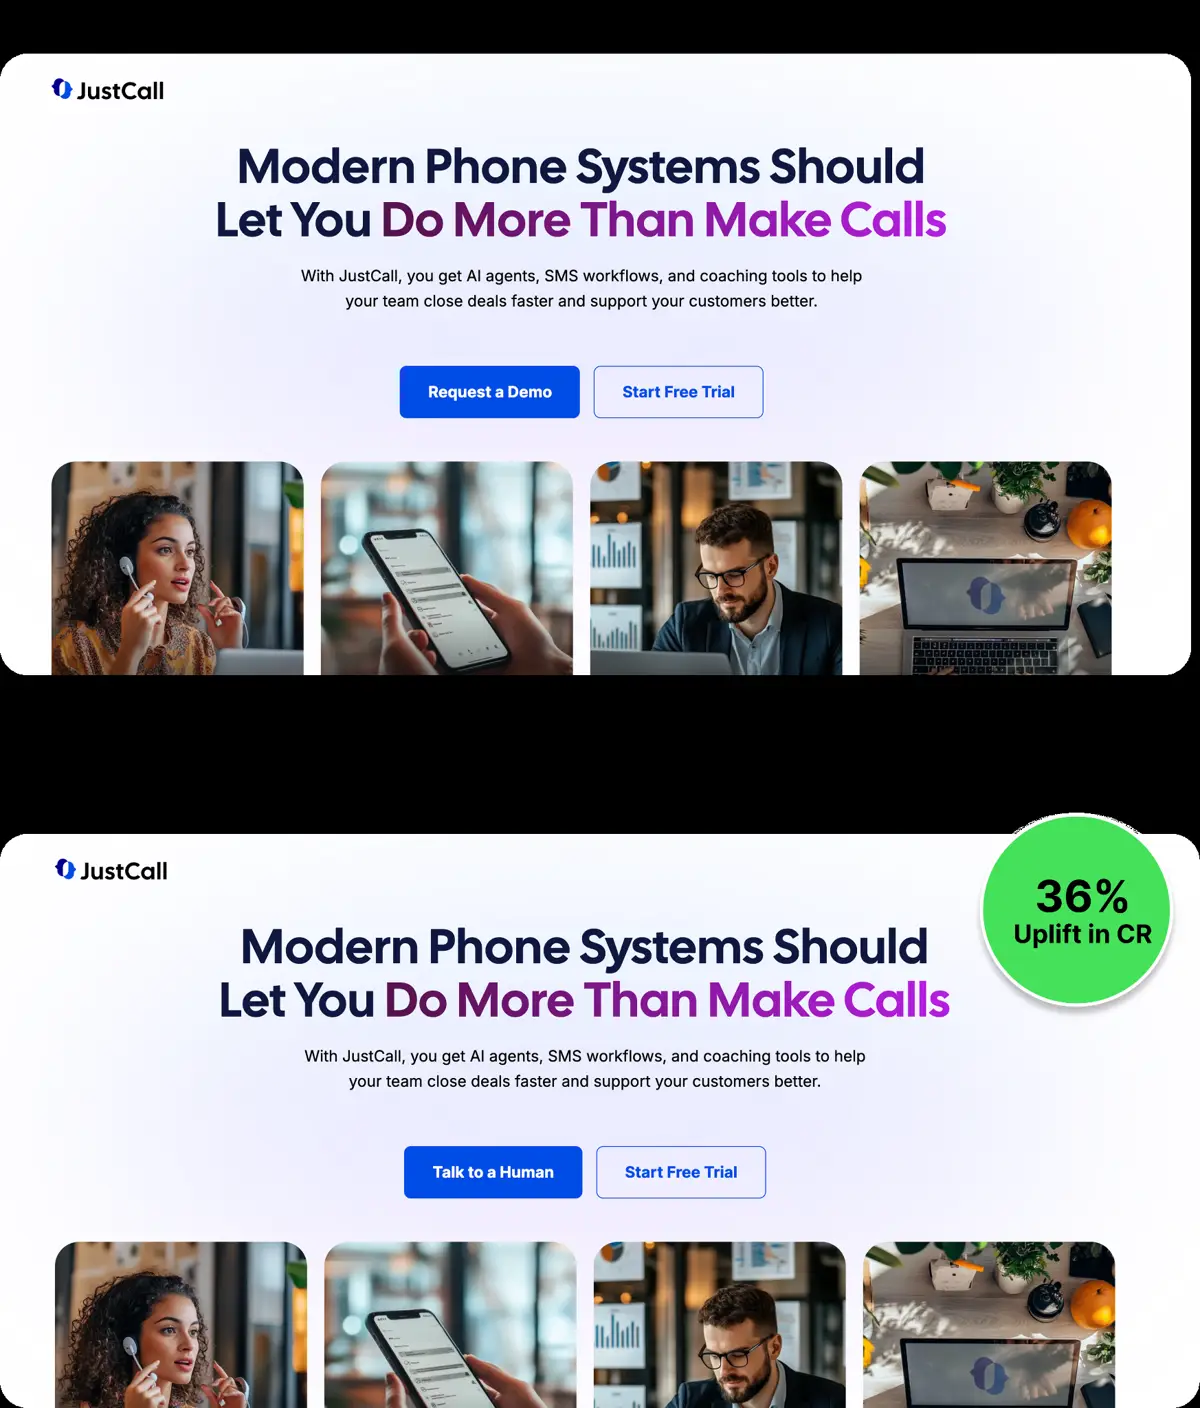 JustCall
Modern Phone Systems Should
Let You Do More Than Make Calls
With JustCall, you get AI agents, SMS workflows, and coaching tools to help
your team close deals faster and support your customers better.
Request a Demo
Start Free Trial
JustCall
36%
Uplift in CR
Modern Phone Systems Should
Let You Do More Than Make Calls
With JustCall, you get AI agents, SMS workflows, and coaching tools to help
your team close deals faster and support your customers better.
Talk to a Human
Start Free Trial